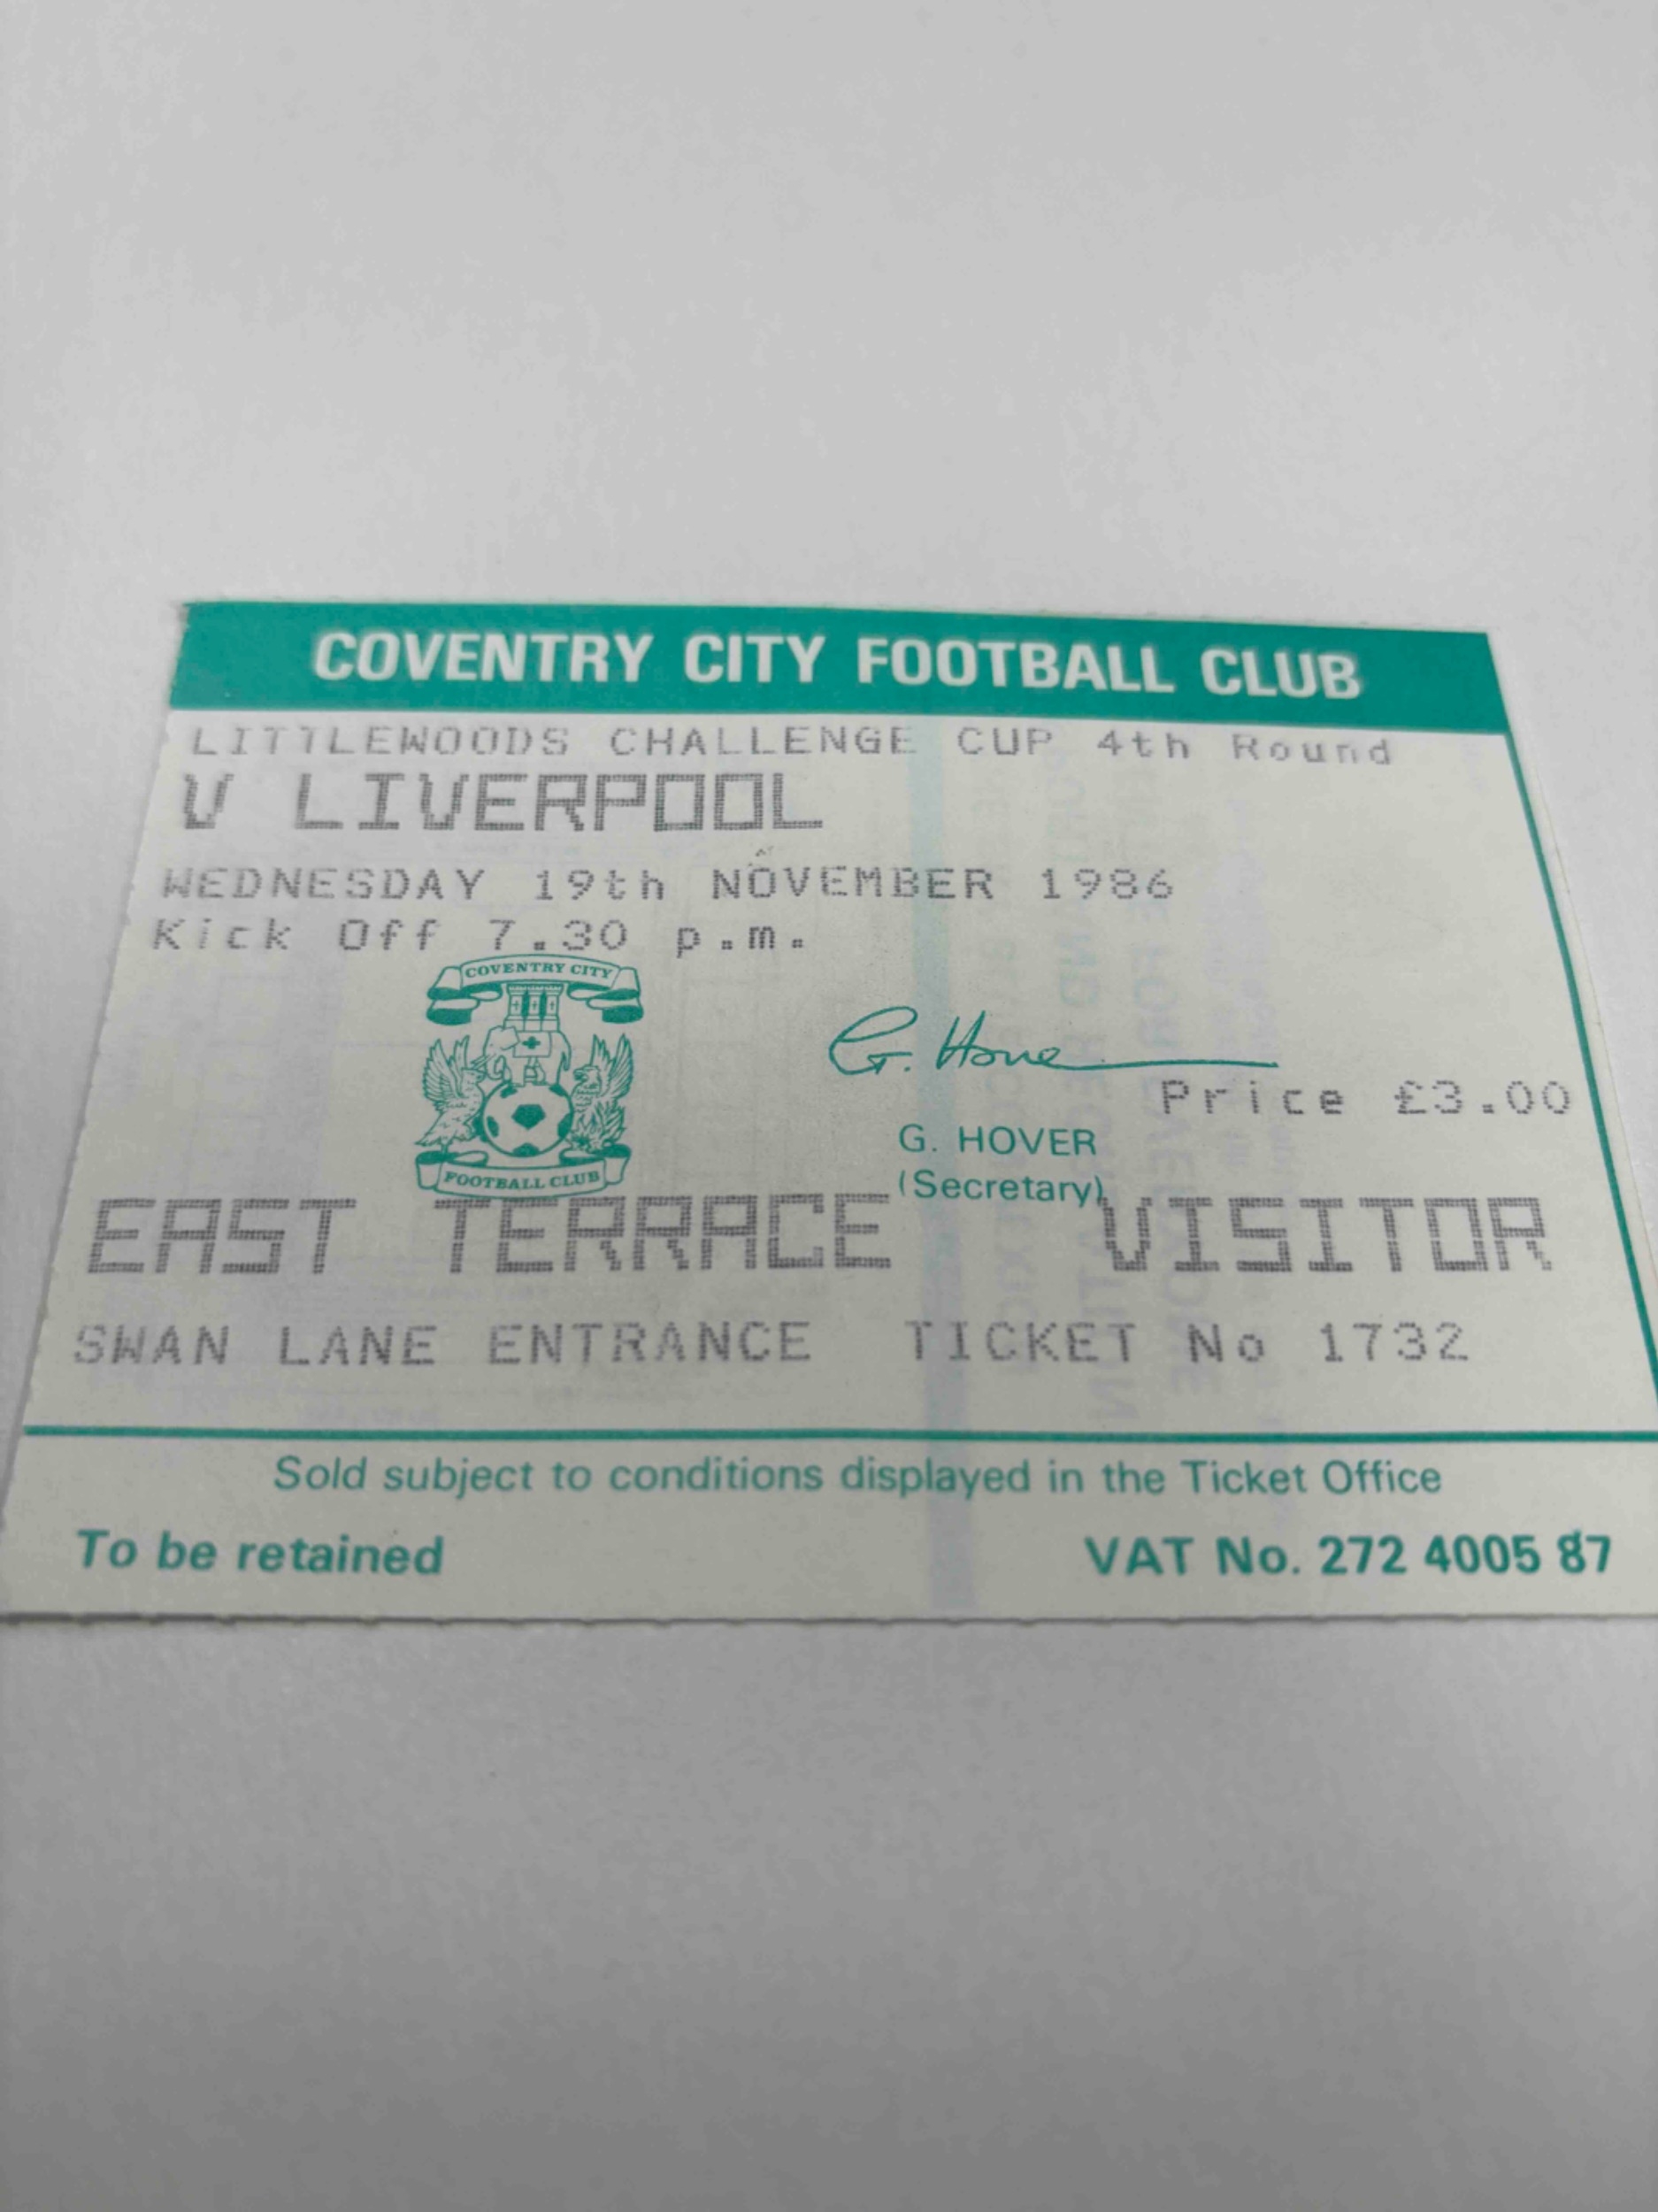 COVENTRY CITY FOOTBALL CLUB
LITTLEWOODS CHALLENGE CUP 4th Round
V LIVERPOOL
WEDNESDAY 19th NOVEMBER 1986
Kick Off 7.30 p.m.
COVENTRY CITY
FOOTBALL CLUB
G. Hover
Price £3.00
G. HOVER
(Secretary)
EAST TERRACE VISITOR
SWAN LANE ENTRANCE TICKET No 1732
Sold subject to conditions displayed in the Ticket Office
To be retained VAT No. 272 4005 87